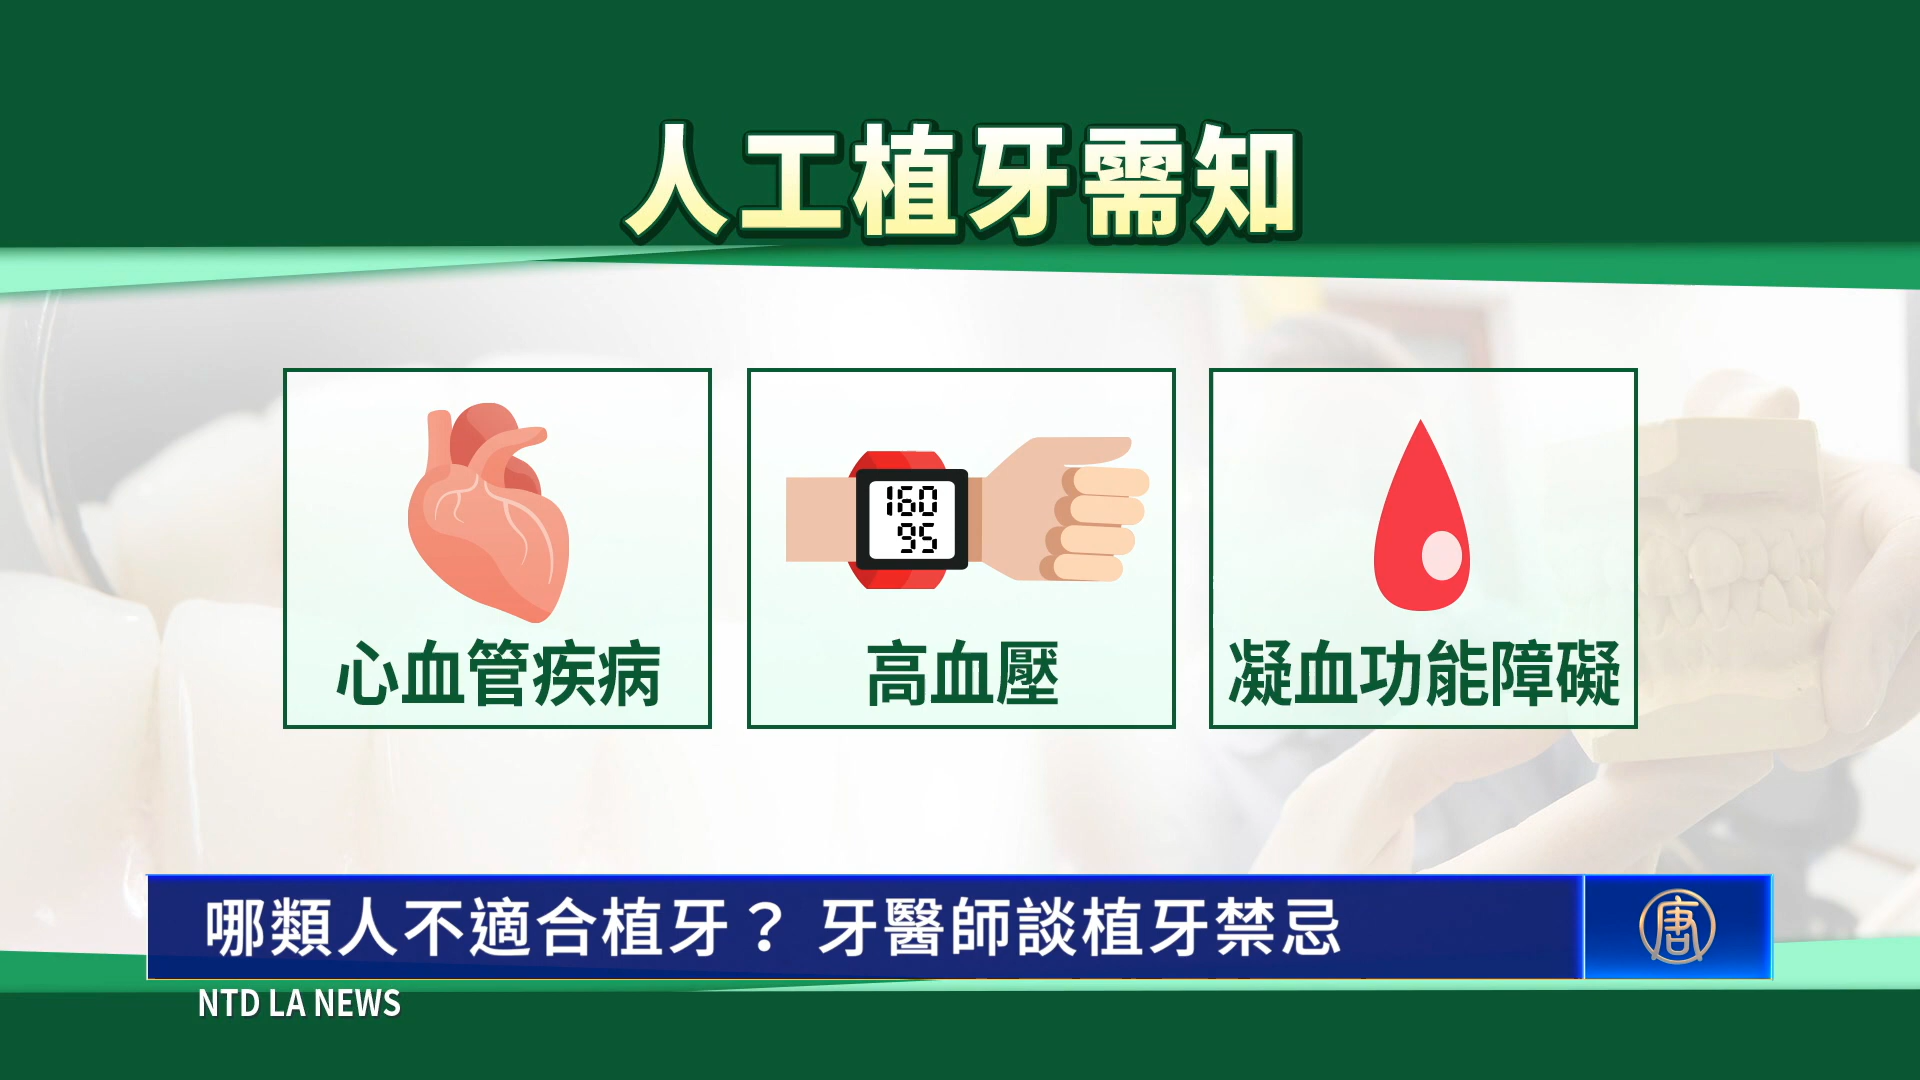 人工植牙需知
160
95
心血管疾病
高血壓
凝血功能障礙
哪類人不適合植牙？ 牙醫師談植牙禁忌
唐
NTD LA NEWS